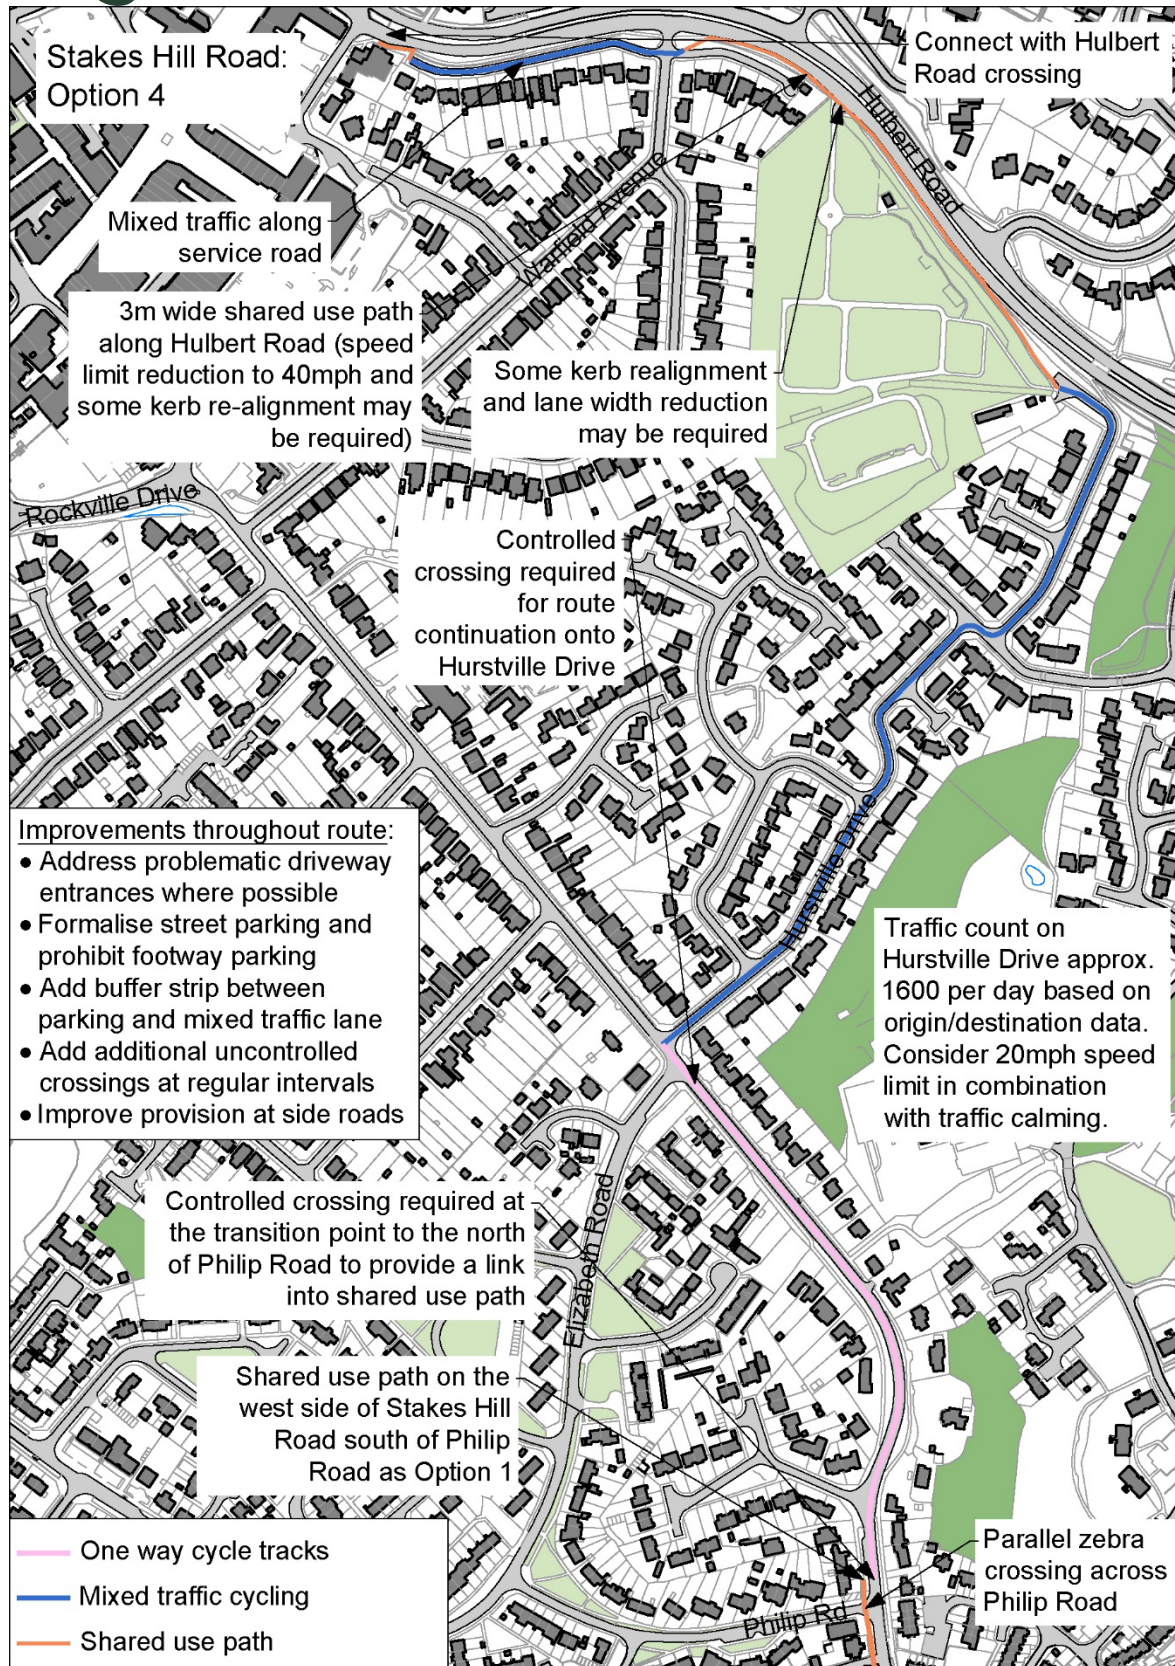 Stakes Hill Road:
Option 4
Connect with Hulbert
Road crossing
Hulbert Road
Mixed traffic along
service road
Narfield Avenue
3m wide shared use path
along Hulbert Road (speed
limit reduction to 40mph and
some kerb re-alignment may
be required)
Some kerb realignment
and lane width reduction
may be required
Rockville Drive
Controlled
crossing required
for route
continuation onto
Hurstville Drive
Hurstville Drive
Improvements throughout route:
• Address problematic driveway
entrances where possible
• Formalise street parking and
prohibit footway parking
• Add buffer strip between
parking and mixed traffic lane
• Add additional uncontrolled
crossings at regular intervals
• Improve provision at side roads
Traffic count on
Hurstville Drive approx.
1600 per day based on
origin/destination data.
Consider 20mph speed
limit in combination
with traffic calming.
Controlled crossing required at
the transition point to the north
of Philip Road to provide a link
into shared use path
Elizabeth Road
Shared use path on the
west side of Stakes Hill
Road south of Philip
Road as Option 1
Parallel zebra
crossing across
Philip Road
Philip Rd
One way cycle tracks
Mixed traffic cycling
Shared use path